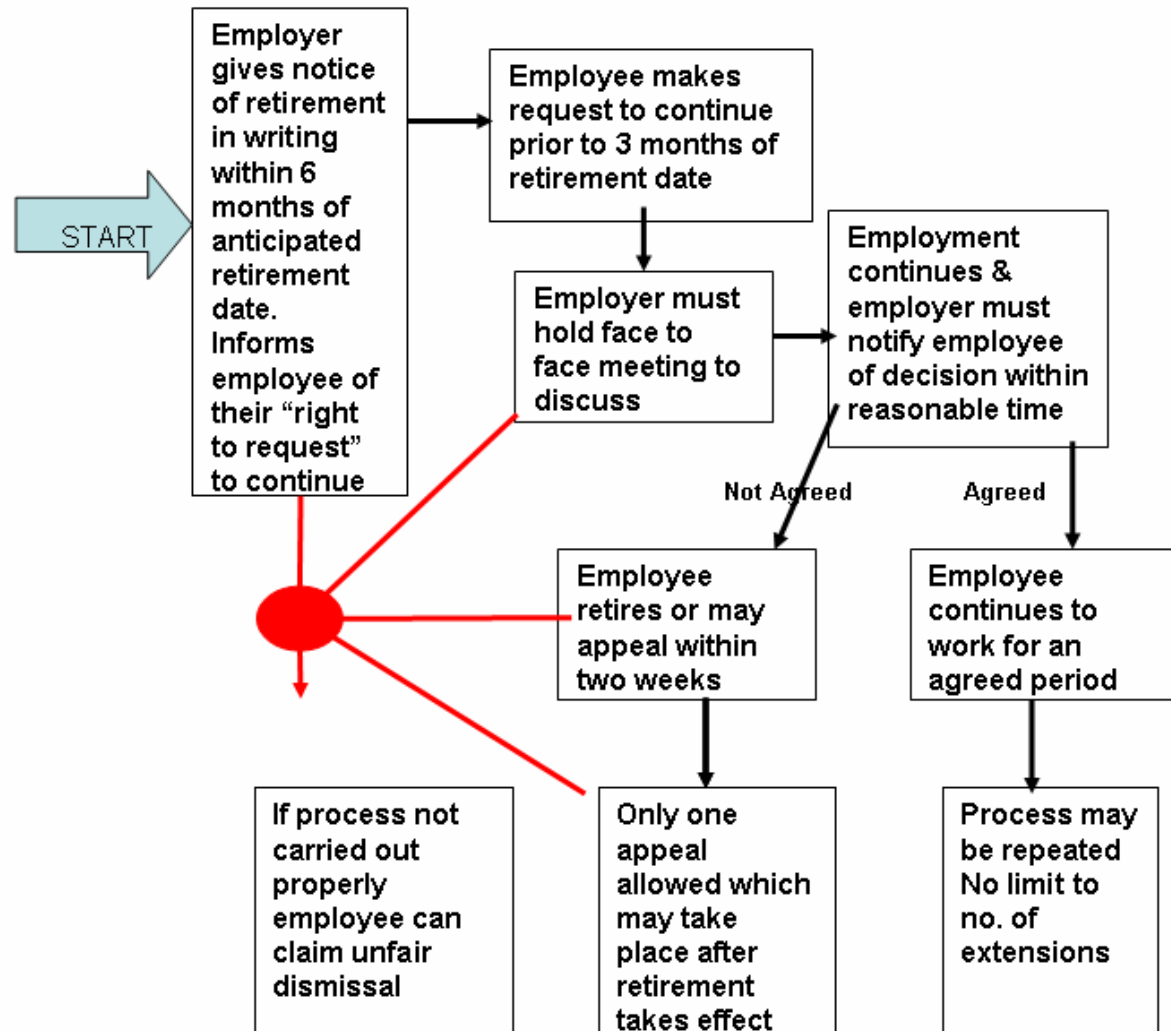 START
Employer
gives notice
of retirement
in writing
within 6
months of
anticipated
retirement
date.
Informs
employee of
their “right
to request”
to continue
Employee makes
request to continue
prior to 3 months of
retirement date
Employer must
hold face to
face meeting to
discuss
Employment
continues &
employer must
notify employee
of decision within
reasonable time
Not Agreed
Agreed
Employee
retires or may
appeal within
two weeks
Employee
continues to
work for an
agreed period
If process not
carried out
properly
employee can
claim unfair
dismissal
Only one
appeal
allowed which
may take
place after
retirement
takes effect
Process may
be repeated
No limit to
no. of
extensions